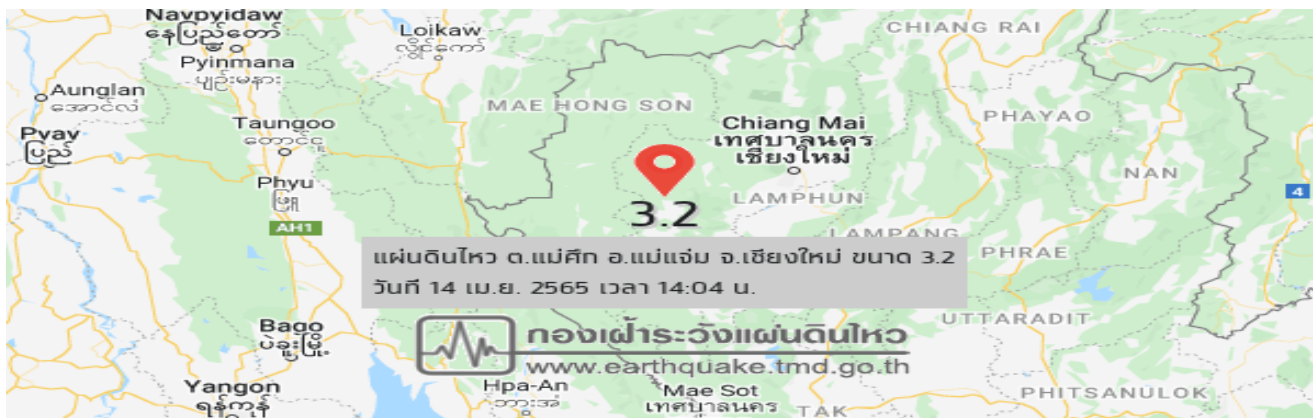 Naypyidaw
နေပြည်တော်
Loikaw
လွိုင်ကော်
CHIANG RAI
Pyinmana
ပျဉ်းမနား
Aunglan
အောင်လံ
MAE HONG SON
PHAYAO
Taungoo
တောင်ငူ
Chiang Mai
เทศบาลนคร
เชียงใหม่
Pyay
ပြည်
NAN
Phyu
ဖြူး
4
LAMPHUN
3.2
AH1
LAMPANG
PHRAE
แผ่นดินไหว ต.แม่ศึก อ.แม่แจ่ม จ.เชียงใหม่ ขนาด 3.2
วันที่ 14 เม.ย. 2565 เวลา 14:04 น.
UTTARADIT
Bago
ပဲခူးမြို့
กองเฝ้าระวังแผ่นดินไหว
www.earthquake.tmd.go.th
Yangon
ရန်ကုန်
Hpa-An
ဘားအံ
Mae Sot
เทศบาลนคร
TAK
PHITSANULOK